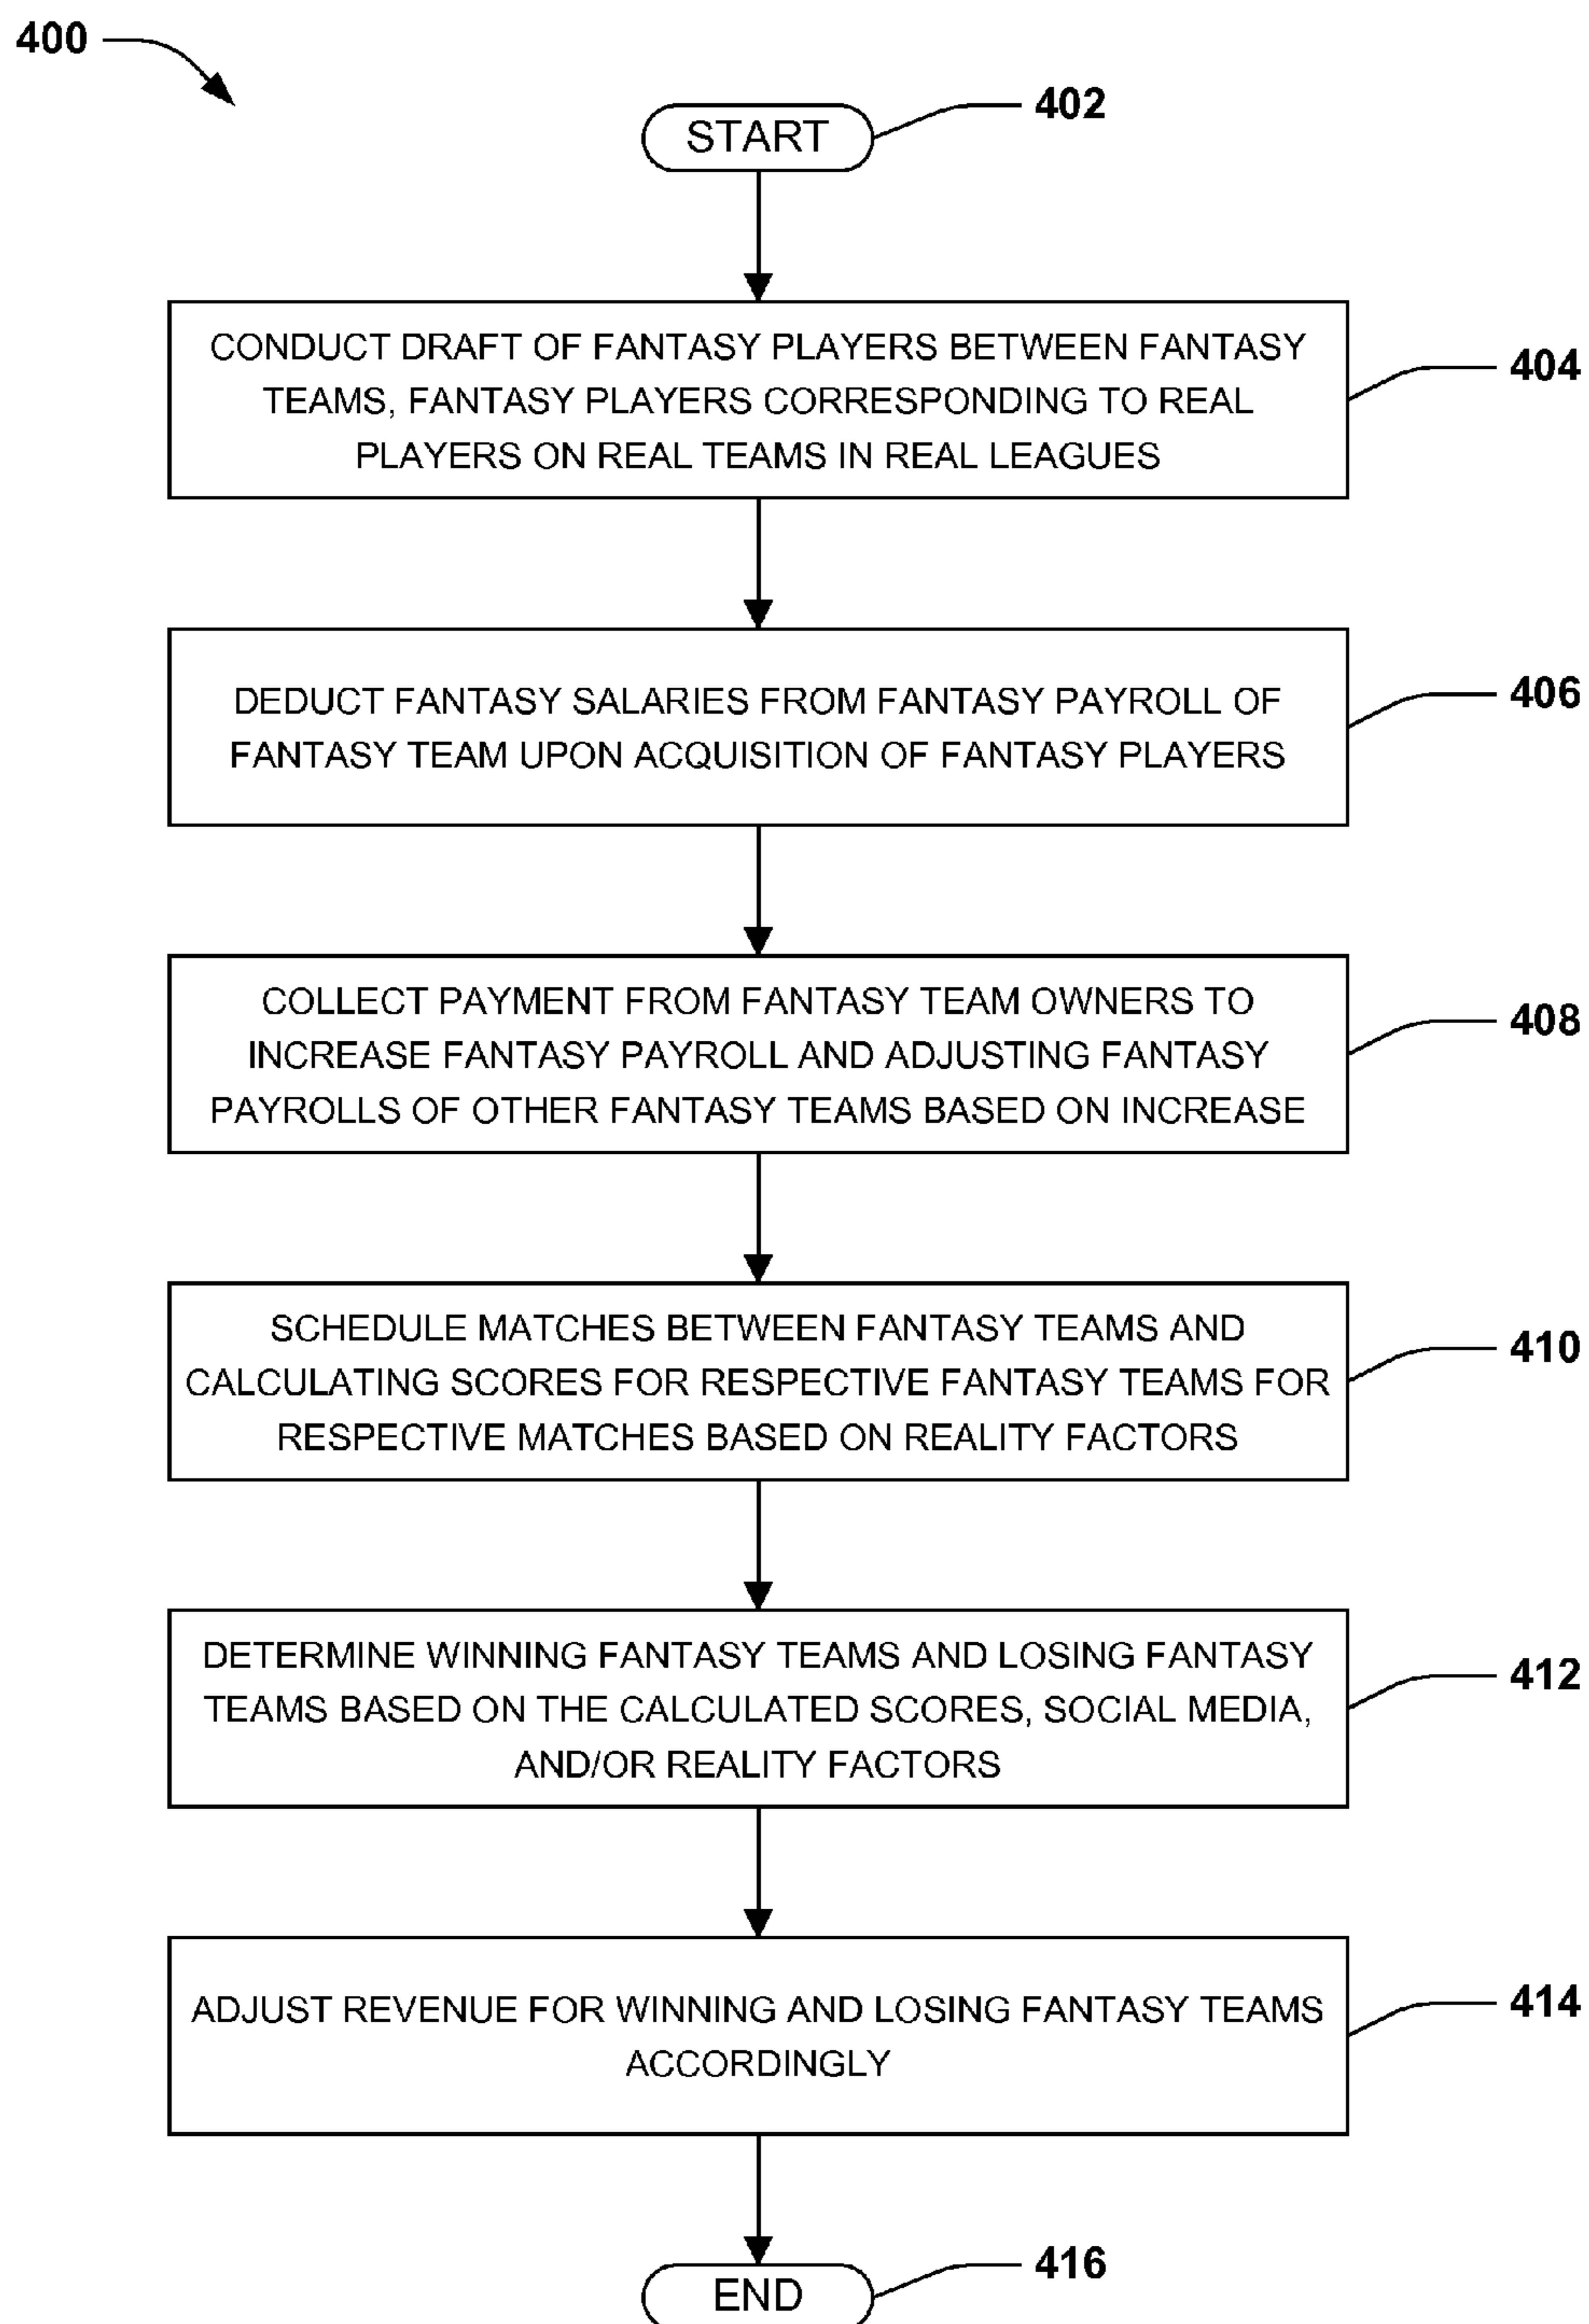 400
402
START
CONDUCT DRAFT OF FANTASY PLAYERS BETWEEN FANTASY
TEAMS, FANTASY PLAYERS CORRESPONDING TO REAL
PLAYERS ON REAL TEAMS IN REAL LEAGUES
404
DEDUCT FANTASY SALARIES FROM FANTASY PAYROLL OF
FANTASY TEAM UPON ACQUISITION OF FANTASY PLAYERS
406
COLLECT PAYMENT FROM FANTASY TEAM OWNERS TO
INCREASE FANTASY PAYROLL AND ADJUSTING FANTASY
PAYROLLS OF OTHER FANTASY TEAMS BASED ON INCREASE
408
SCHEDULE MATCHES BETWEEN FANTASY TEAMS AND
CALCULATING SCORES FOR RESPECTIVE FANTASY TEAMS FOR
RESPECTIVE MATCHES BASED ON REALITY FACTORS
410
DETERMINE WINNING FANTASY TEAMS AND LOSING FANTASY
TEAMS BASED ON THE CALCULATED SCORES, SOCIAL MEDIA,
AND/OR REALITY FACTORS
412
ADJUST REVENUE FOR WINNING AND LOSING FANTASY TEAMS
ACCORDINGLY
414
416
END